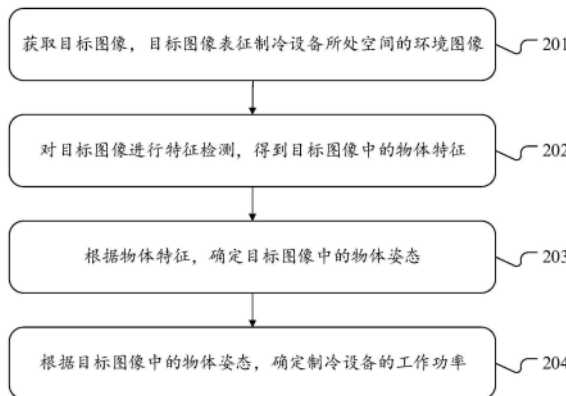 获取目标图像，目标图像表征制冷设备所处空间的环境图像
201
对目标图像进行特征检测，得到目标图像中的物体特征
202
根据物体特征，确定目标图像中的物体姿态
203
根据目标图像中的物体姿态，确定制冷设备的工作功率
204